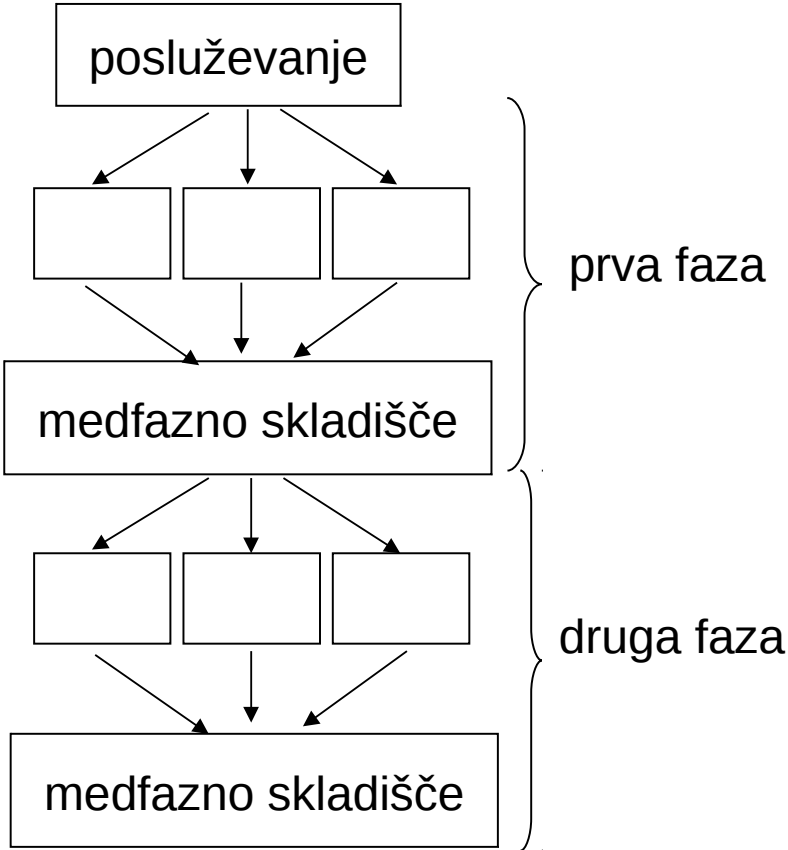 posluževanje
prva faza
medfazno skladišče
druga faza
medfazno skladišče